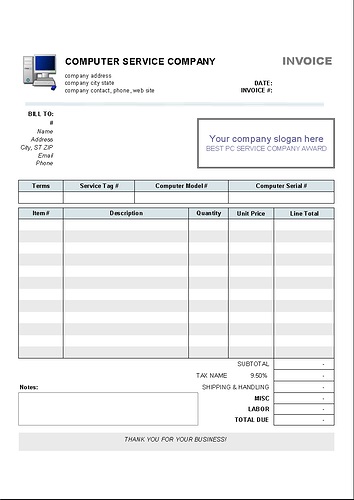 COMPUTER SERVICE COMPANY
INVOICE
company address
company city state
company contact, phone, web site
DATE:
INVOICE #:
BILL TO:
#
Name
Address
City, ST ZIP
Email
Phone
Your company slogan here
BEST PC SERVICE COMPANY AWARD
Terms Service Tag # Computer Model # Computer Serial #
Item # Description Quantity Unit Price Line Total
SUBTOTAL -
TAX NAME 9.50% -
SHIPPING & HANDLING -
MISC -
LABOR -
TOTAL DUE -
Notes:
THANK YOU FOR YOUR BUSINESS!